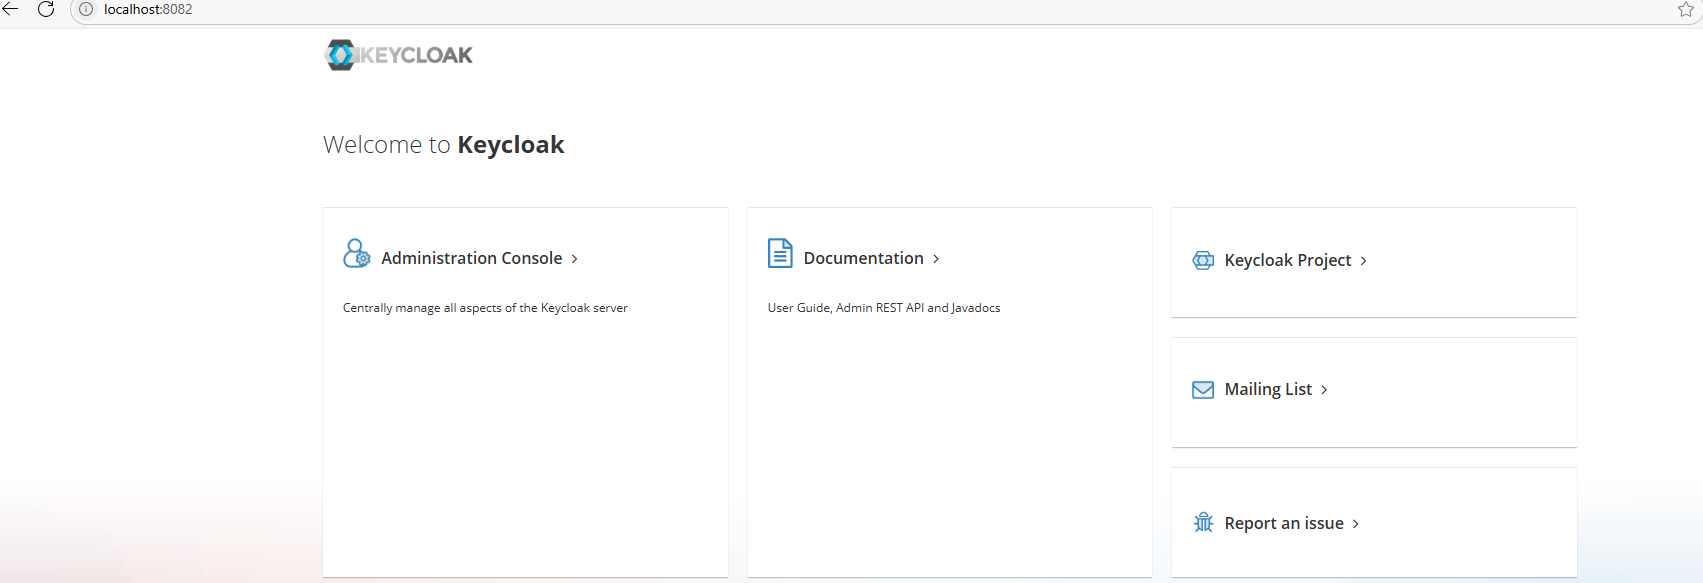 localhost:8082
KEYCLOAK
Welcome to Keycloak
Administration Console
Centrally manage all aspects of the Keycloak server
Documentation
User Guide, Admin REST API and Javadocs
Keycloak Project
Mailing List
Report an issue